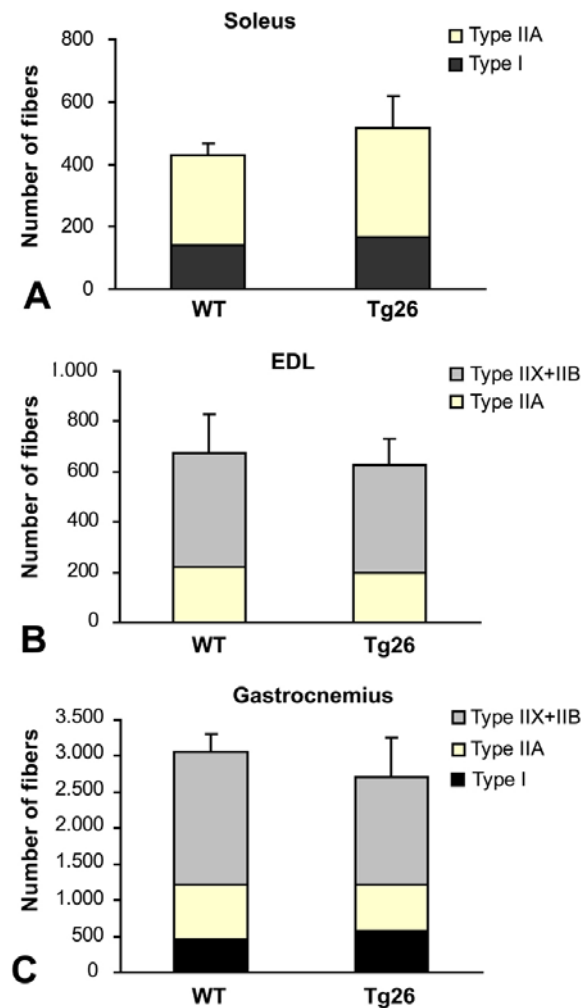 Soleus
Number of fibers
800
600
400
200
0
Type IIA
Type I
WT
Tg26
A
EDL
Number of fibers
1.000
800
600
400
200
0
Type IIX+IIB
Type IIA
WT
Tg26
B
Gastrocnemius
Number of fibers
3.500
3.000
2.500
2.000
1.500
1.000
500
0
Type IIX+IIB
Type IIA
Type I
WT
Tg26
C